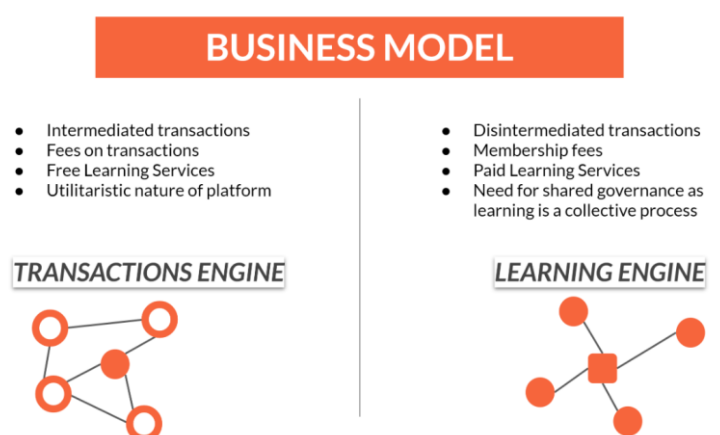 BUSINESS MODEL
● Intermediated transactions
● Fees on transactions
● Free Learning Services
● Utilitaristic nature of platform
TRANSACTIONS ENGINE
● Disintermediated transactions
● Membership fees
● Paid Learning Services
● Need for shared governance as
learning is a collective process
LEARNING ENGINE